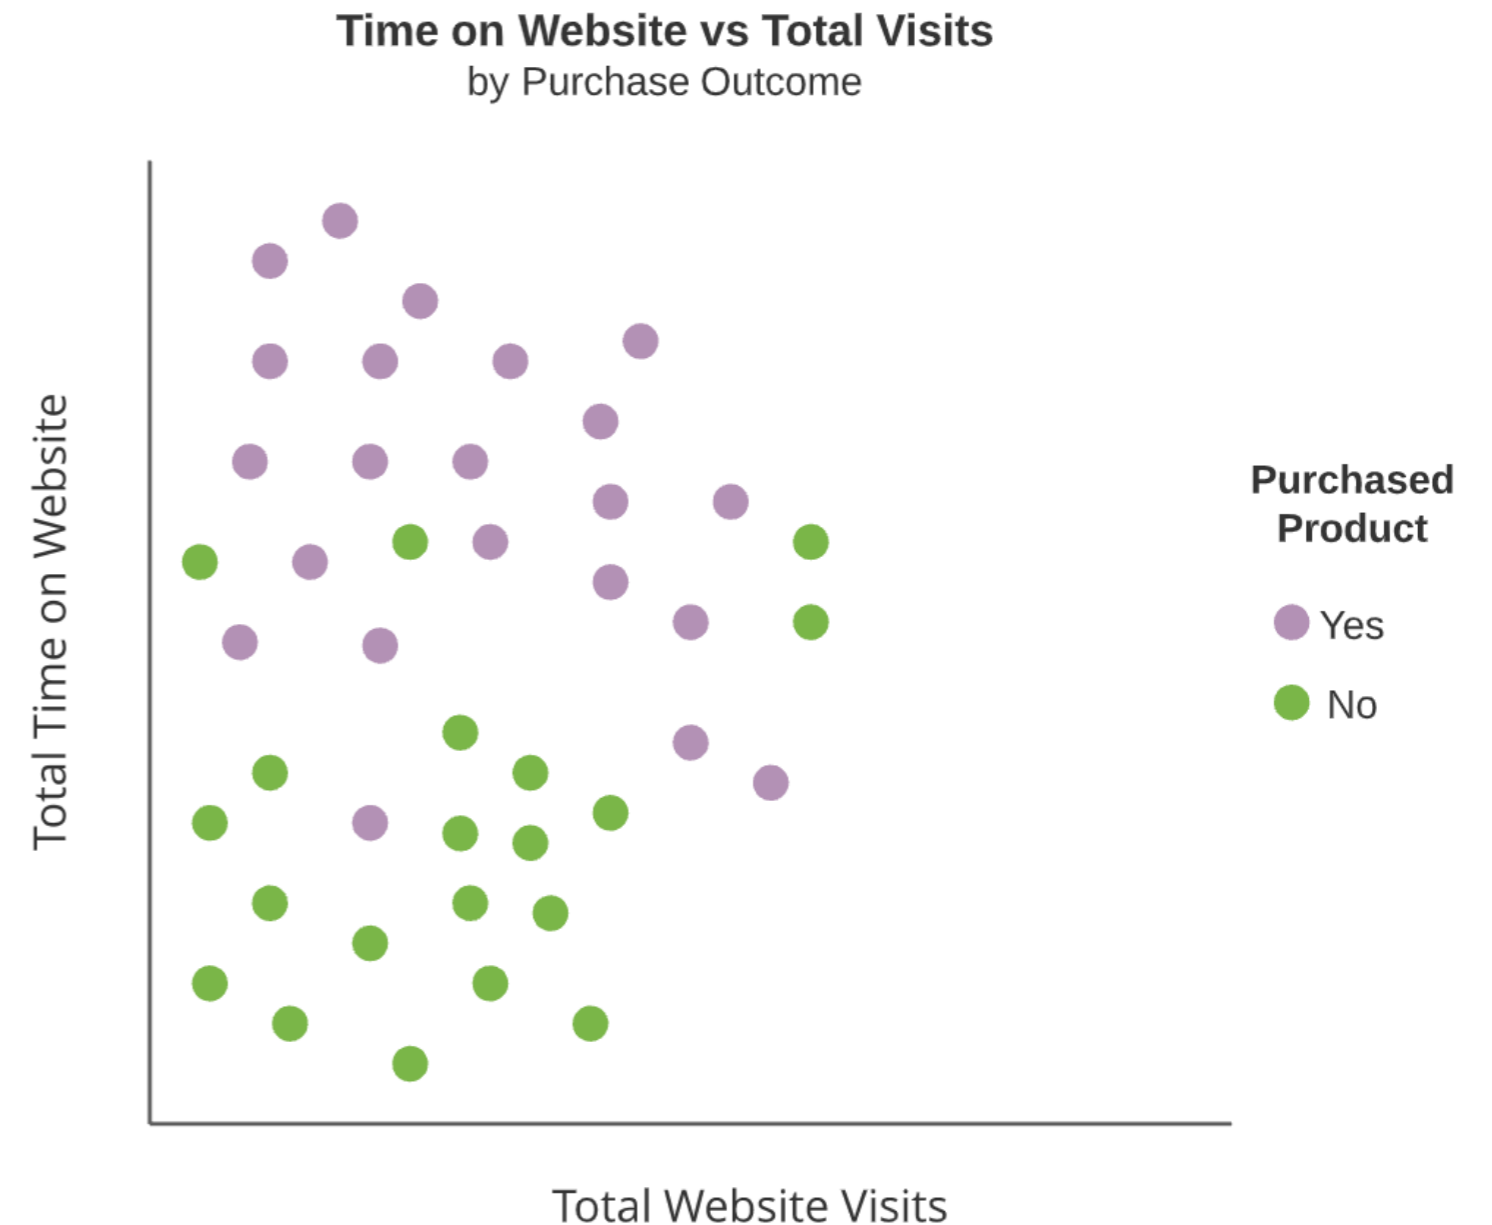 Time on Website vs Total Visits
by Purchase Outcome
Total Time on Website
Purchased
Product
Yes
No
Total Website Visits